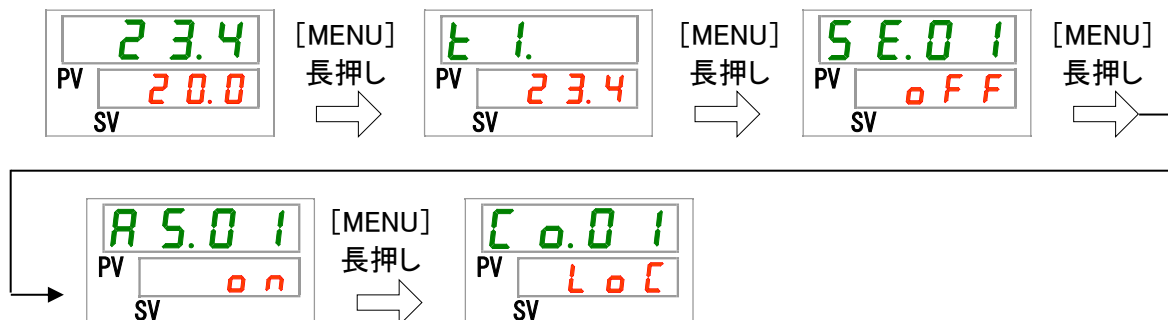 23.4
PV
20.0
SV
[MENU]
長押し
t1.
PV
23.4
SV
[MENU]
長押し
SE.01
PV
oFF
SV
[MENU]
長押し
AS.01
PV
on
SV
[MENU]
長押し
Co.01
PV
LoC
SV